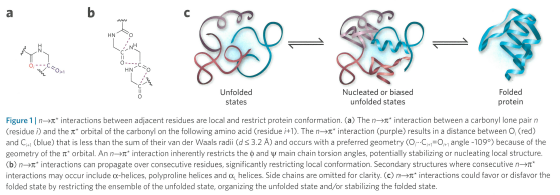 a
b
c
H
N
O
O
i+1
Unfolded
states
Nucleated or biased
unfolded states
Folded
protein
Figure 1 | n→π* interactions between adjacent residues are local and restrict protein conformation. (a) The n→π* interaction between a carbonyl lone pair n
(residue i) and the π* orbital of the carbonyl on the following amino acid (residue i+1). The n→π* interaction (purple) results in a distance between Oᵢ (red)
and C₍ᵢ₊₁₎ that is less than the sum of their van der Waals radii (d ≤ 3.2 Å) and occurs with a preferred geometry (Oᵢ··C₍ᵢ₊₁₎=Oᵢ₊₁ angle ~109°) because of the
geometry of the π* orbital. An n→π* interaction inherently restricts the ϕ and ψ main chain torsion angles, potentially stabilizing or nucleating local structure.
(b) n→π* interactions can propagate over consecutive residues, significantly restricting local conformation. Secondary structures where consecutive n→π*
interactions may occur include α-helices, polyproline helices and αL helices. Side chains are omitted for clarity. (c) n→π* interactions could favor or disfavor the
folded state by restricting the ensemble of the unfolded state, organizing the unfolded state and/or stabilizing the folded state.